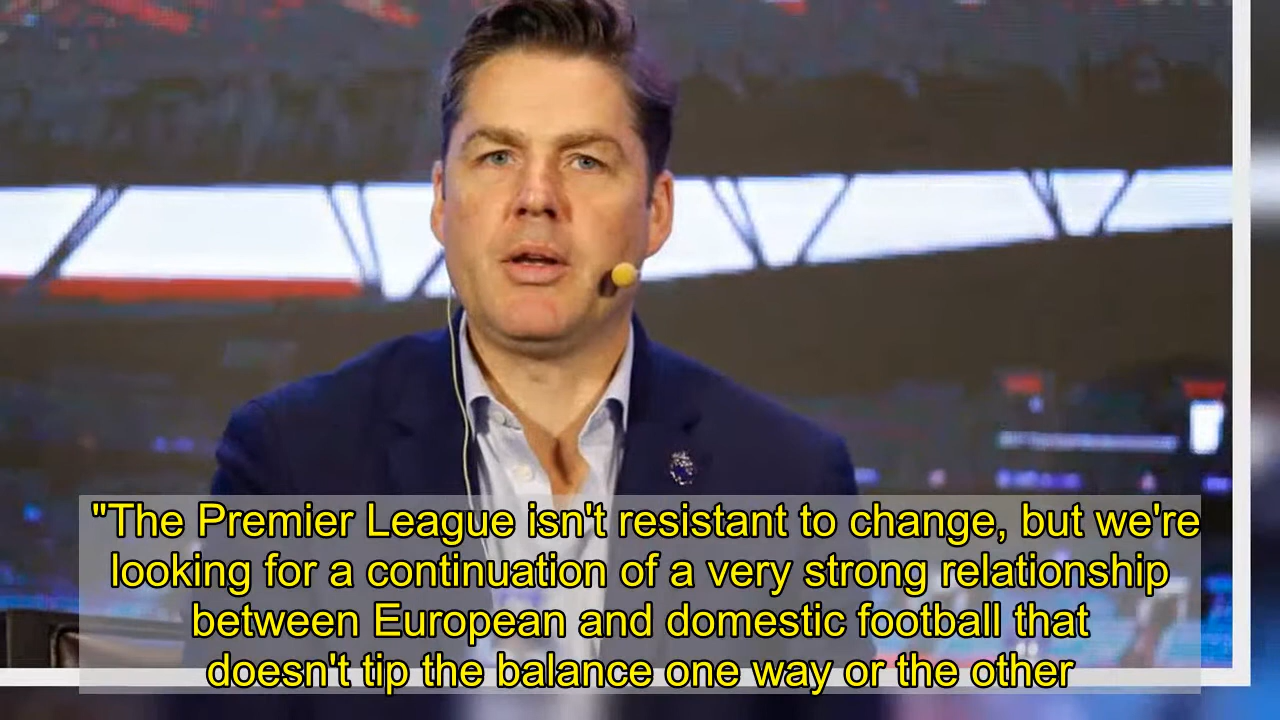 "The Premier League isn't resistant to change, but we're
looking for a continuation of a very strong relationship
between European and domestic football that
doesn't tip the balance one way or the other